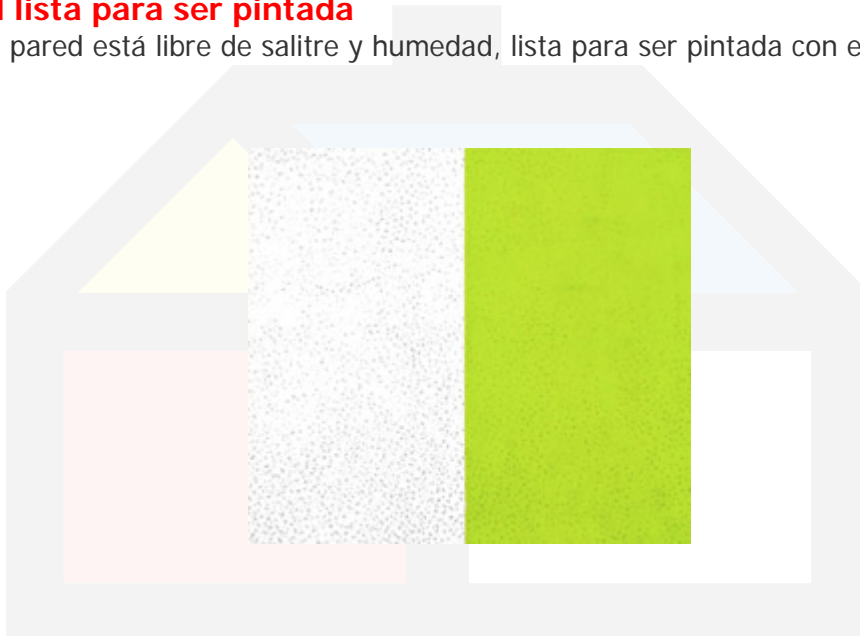 lista para ser pintada
pared está libre de salitre y humedad, lista para ser pintada con e